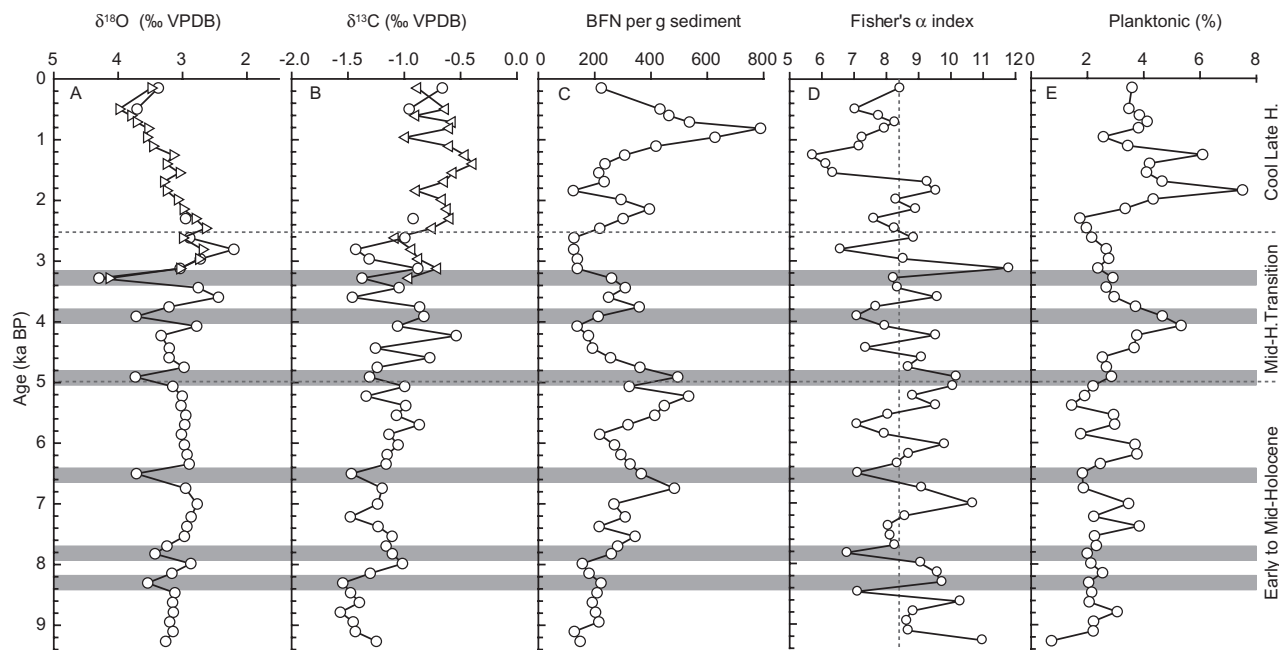 δ18O (‰ VPDB) δ13C (‰ VPDB) BFN per g sediment Fisher's α index Planktonic (%)
5 4 3 2 -2.0 -1.5 -1.0 -0.5 0.0 0 200 400 600 800 5 6 7 8 9 10 11 12 0 2 4 6 8
A B C D E
Age (ka BP)
0
1
2
3
4
5
6
7
8
9
Cool Late H.
Mid-H.Transition
Early to Mid-Holocene